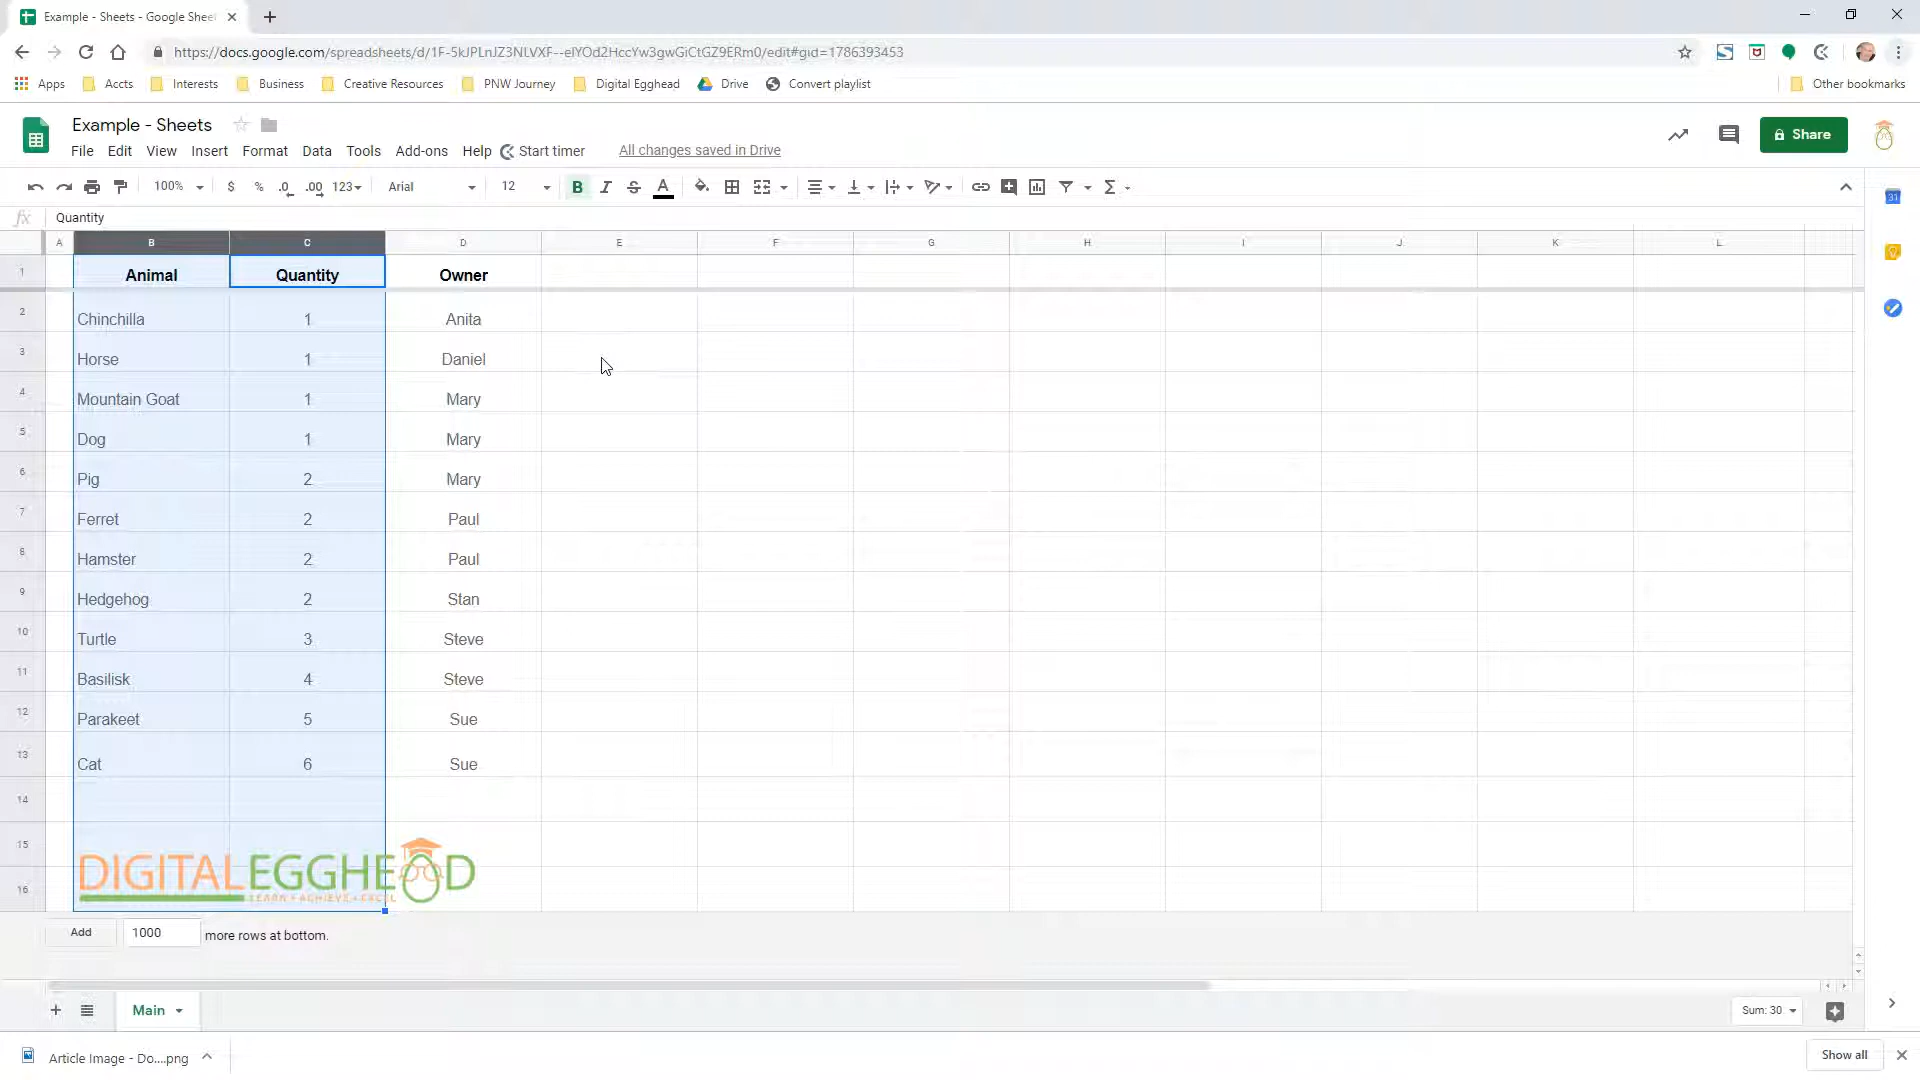 Example - Sheets - Google Sheet
https://docs.google.com/spreadsheets/d/1F-5kJPLnJZ3NLVXF--elYOd2HccYw3gwGiCtGZ9ERm0/edit#gid=1786393453
Apps Accts Interests Business Creative Resources PNW Journey Digital Egghead Drive Convert playlist Other bookmarks
Example - Sheets
File Edit View Insert Format Data Tools Add-ons Help Start timer All changes saved in Drive
Share
100% $ % .0 .00 123 Arial 12 B I S A Σ
31
fx Quantity
A B C D E F G H I J K L
1 Animal Quantity Owner
2 Chinchilla 1 Anita
3 Horse 1 Daniel
4 Mountain Goat 1 Mary
5 Dog 1 Mary
6 Pig 2 Mary
7 Ferret 2 Paul
8 Hamster 2 Paul
9 Hedgehog 2 Stan
10 Turtle 3 Steve
11 Basilisk 4 Steve
12 Parakeet 5 Sue
13 Cat 6 Sue
14
15
16
DIGITALEGGHEAD
LEARN • ACHIEVE • EXCEL
Add 1000 more rows at bottom.
Main Sum: 30
Article Image - Do....png Show all